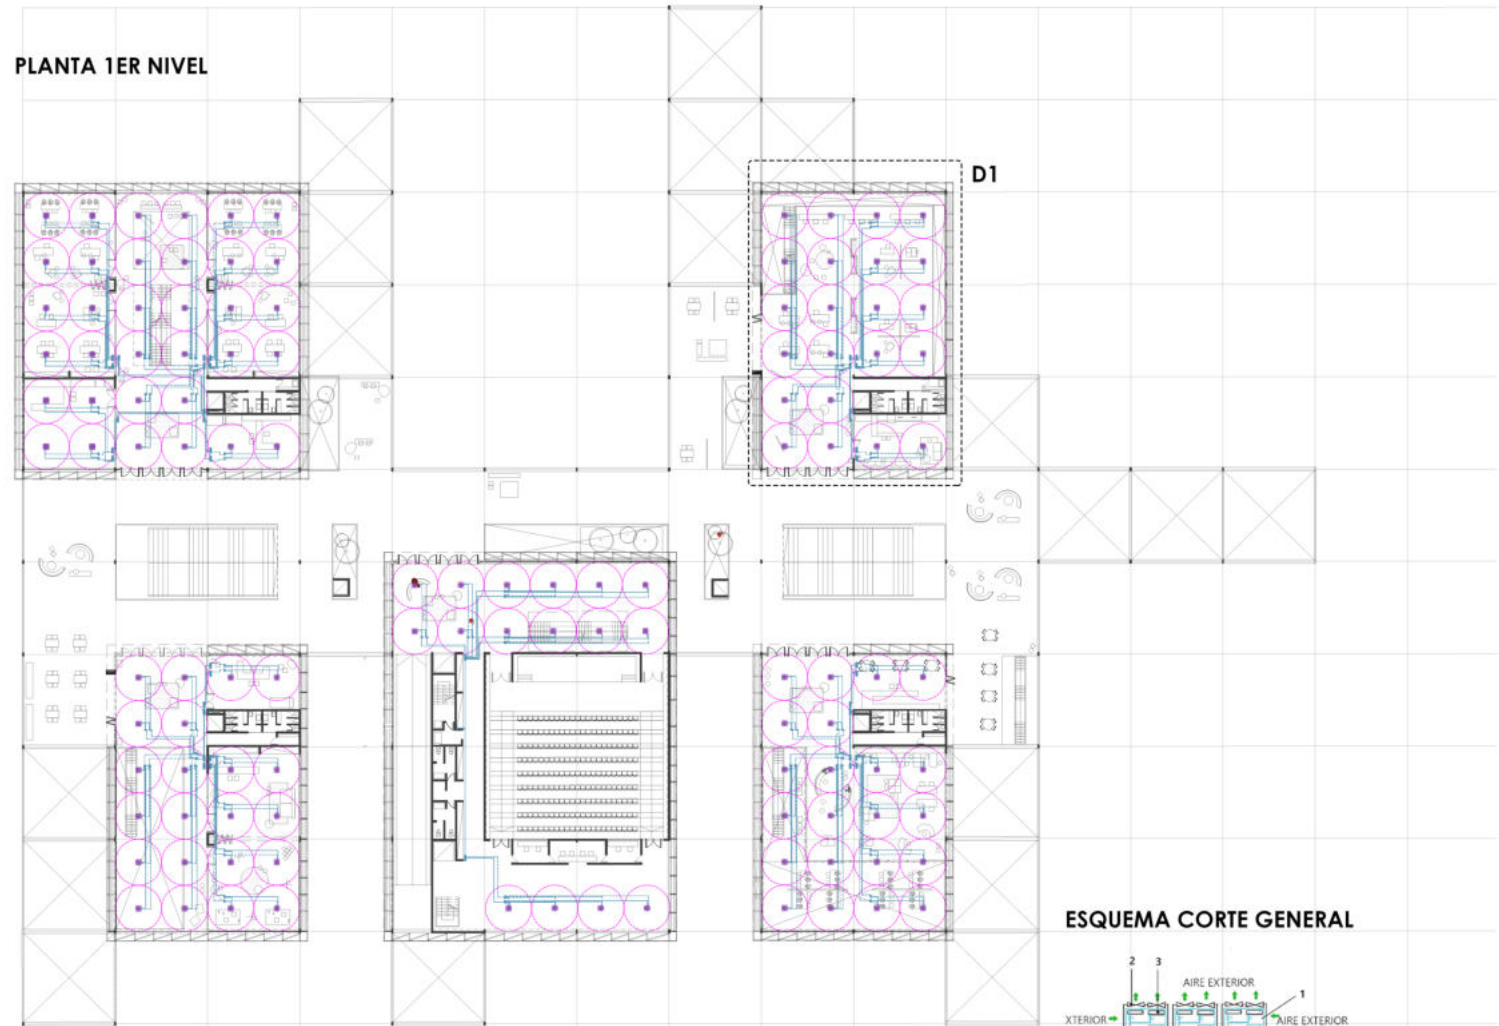 PLANTA 1ER NIVEL
D1
ESQUEMA CORTE GENERAL
2 3
AIRE EXTERIOR
1
XTERIOR
AIRE EXTERIOR